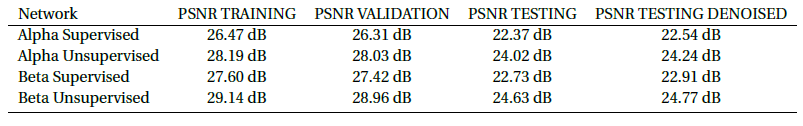 Network PSNR TRAINING PSNR VALIDATION PSNR TESTING PSNR TESTING DENOISED
Alpha Supervised 26.47 dB 26.31 dB 22.37 dB 22.54 dB
Alpha Unsupervised 28.19 dB 28.03 dB 24.02 dB 24.24 dB
Beta Supervised 27.60 dB 27.42 dB 22.73 dB 22.91 dB
Beta Unsupervised 29.14 dB 28.96 dB 24.63 dB 24.77 dB